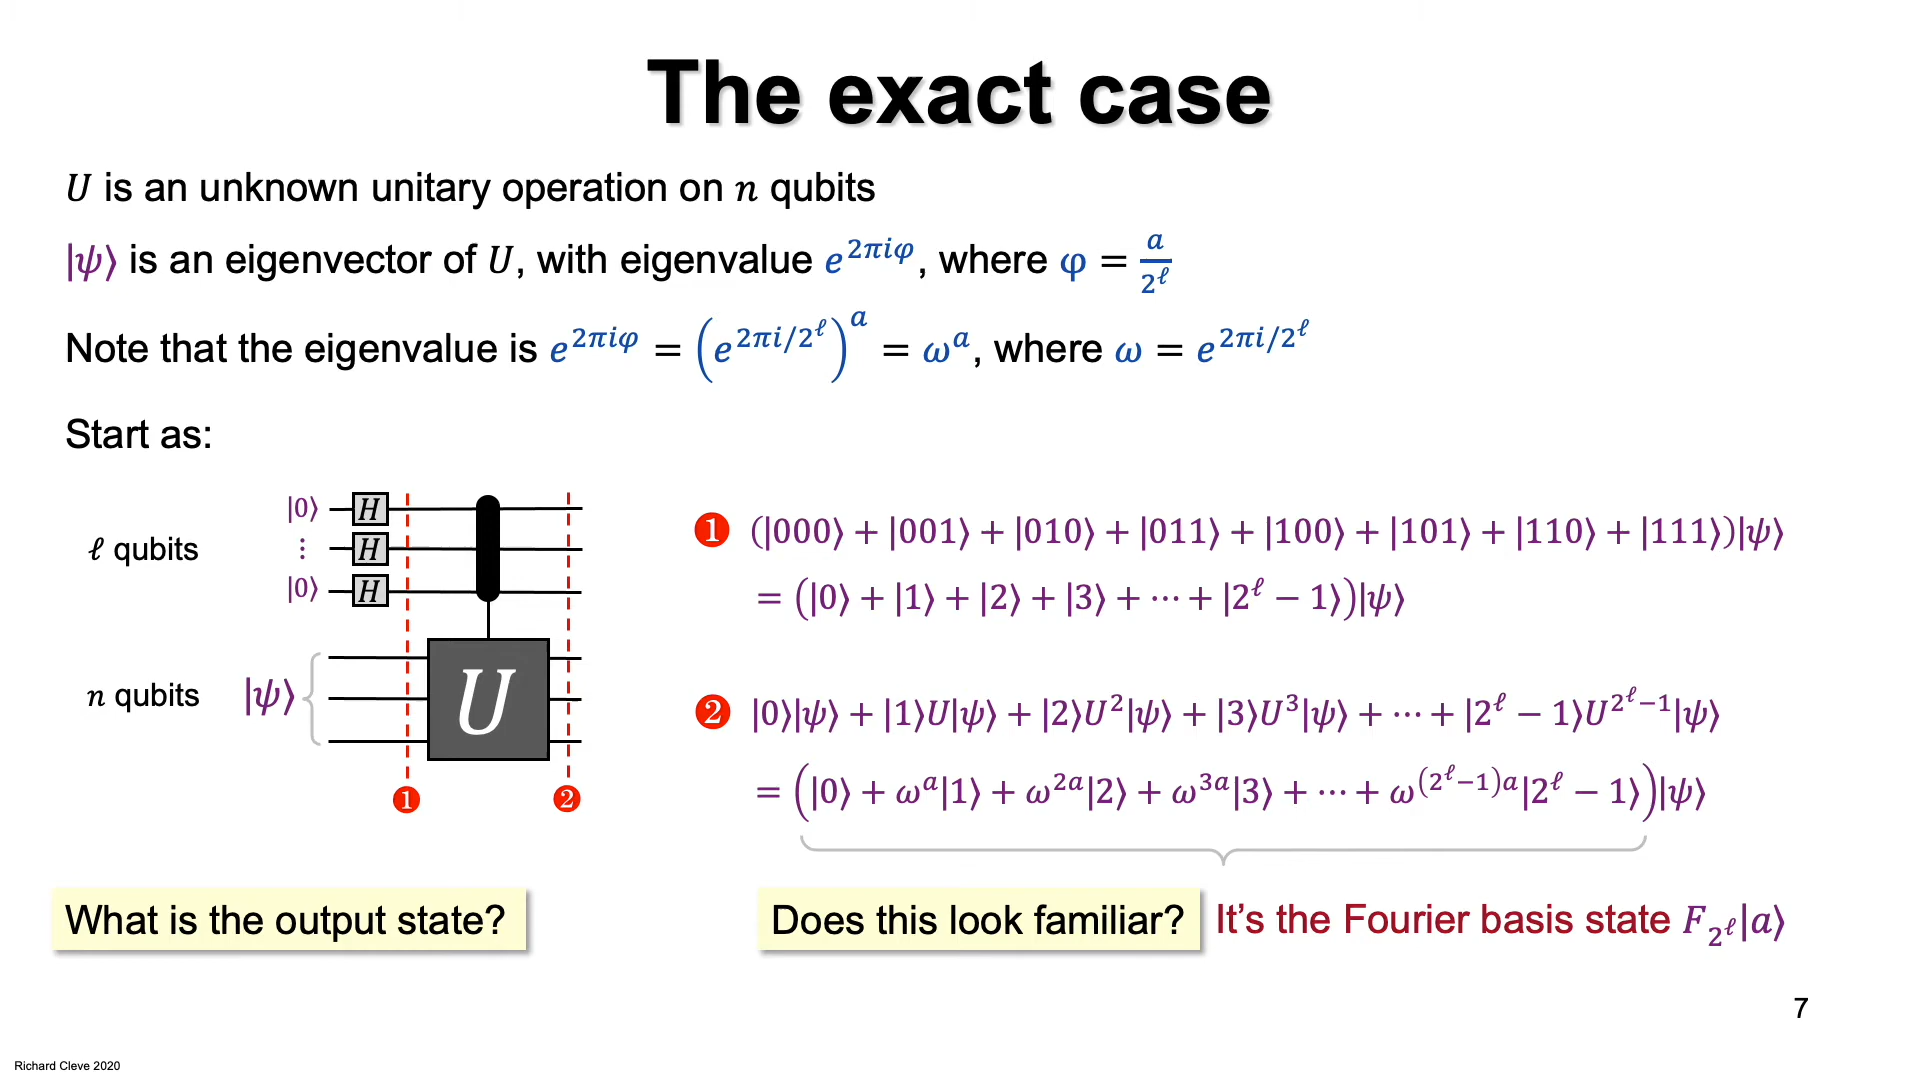 The exact case
U is an unknown unitary operation on n qubits
|ψ⟩ is an eigenvector of U, with eigenvalue e^{2πiφ}, where φ = a/2^ℓ
Note that the eigenvalue is e^{2πiφ} = (e^{2πi/2^ℓ})^a = ω^a, where ω = e^{2πi/2^ℓ}
Start as:
|0⟩ H
ℓ qubits ⋮ H
|0⟩ H
n qubits |ψ⟩ U
❶ ❷
❶ (|000⟩ + |001⟩ + |010⟩ + |011⟩ + |100⟩ + |101⟩ + |110⟩ + |111⟩)|ψ⟩
= (|0⟩ + |1⟩ + |2⟩ + |3⟩ + ⋯ + |2^ℓ − 1⟩)|ψ⟩
❷ |0⟩|ψ⟩ + |1⟩U|ψ⟩ + |2⟩U^2|ψ⟩ + |3⟩U^3|ψ⟩ + ⋯ + |2^ℓ − 1⟩U^{2^ℓ−1}|ψ⟩
= (|0⟩ + ω^a|1⟩ + ω^{2a}|2⟩ + ω^{3a}|3⟩ + ⋯ + ω^{(2^ℓ−1)a}|2^ℓ − 1⟩)|ψ⟩
What is the output state?
Does this look familiar? It’s the Fourier basis state F_{2^ℓ}|a⟩
7
Richard Cleve 2020